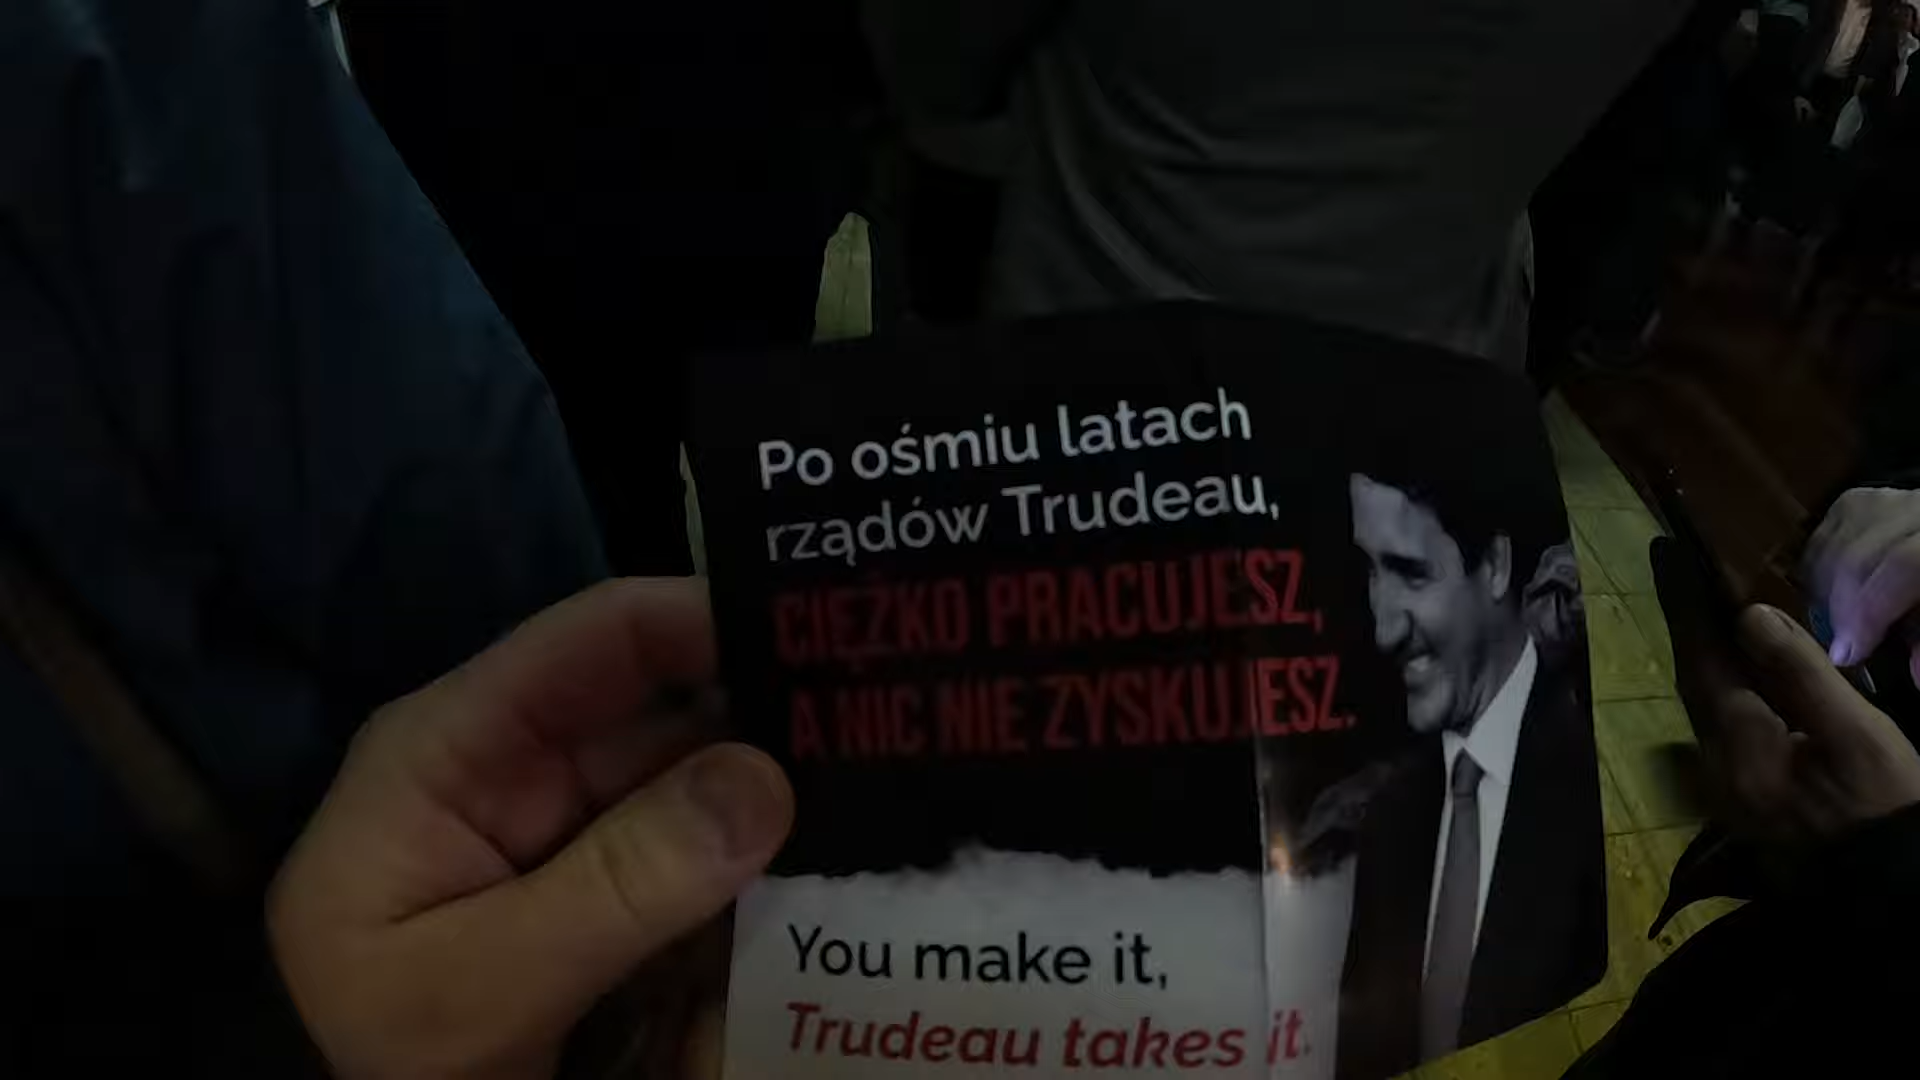 Po ośmiu latach
rządów Trudeau,
CIĘŻKO PRACUJESZ,
A NIC NIE ZYSKUJESZ.
You make it,
Trudeau takes it.